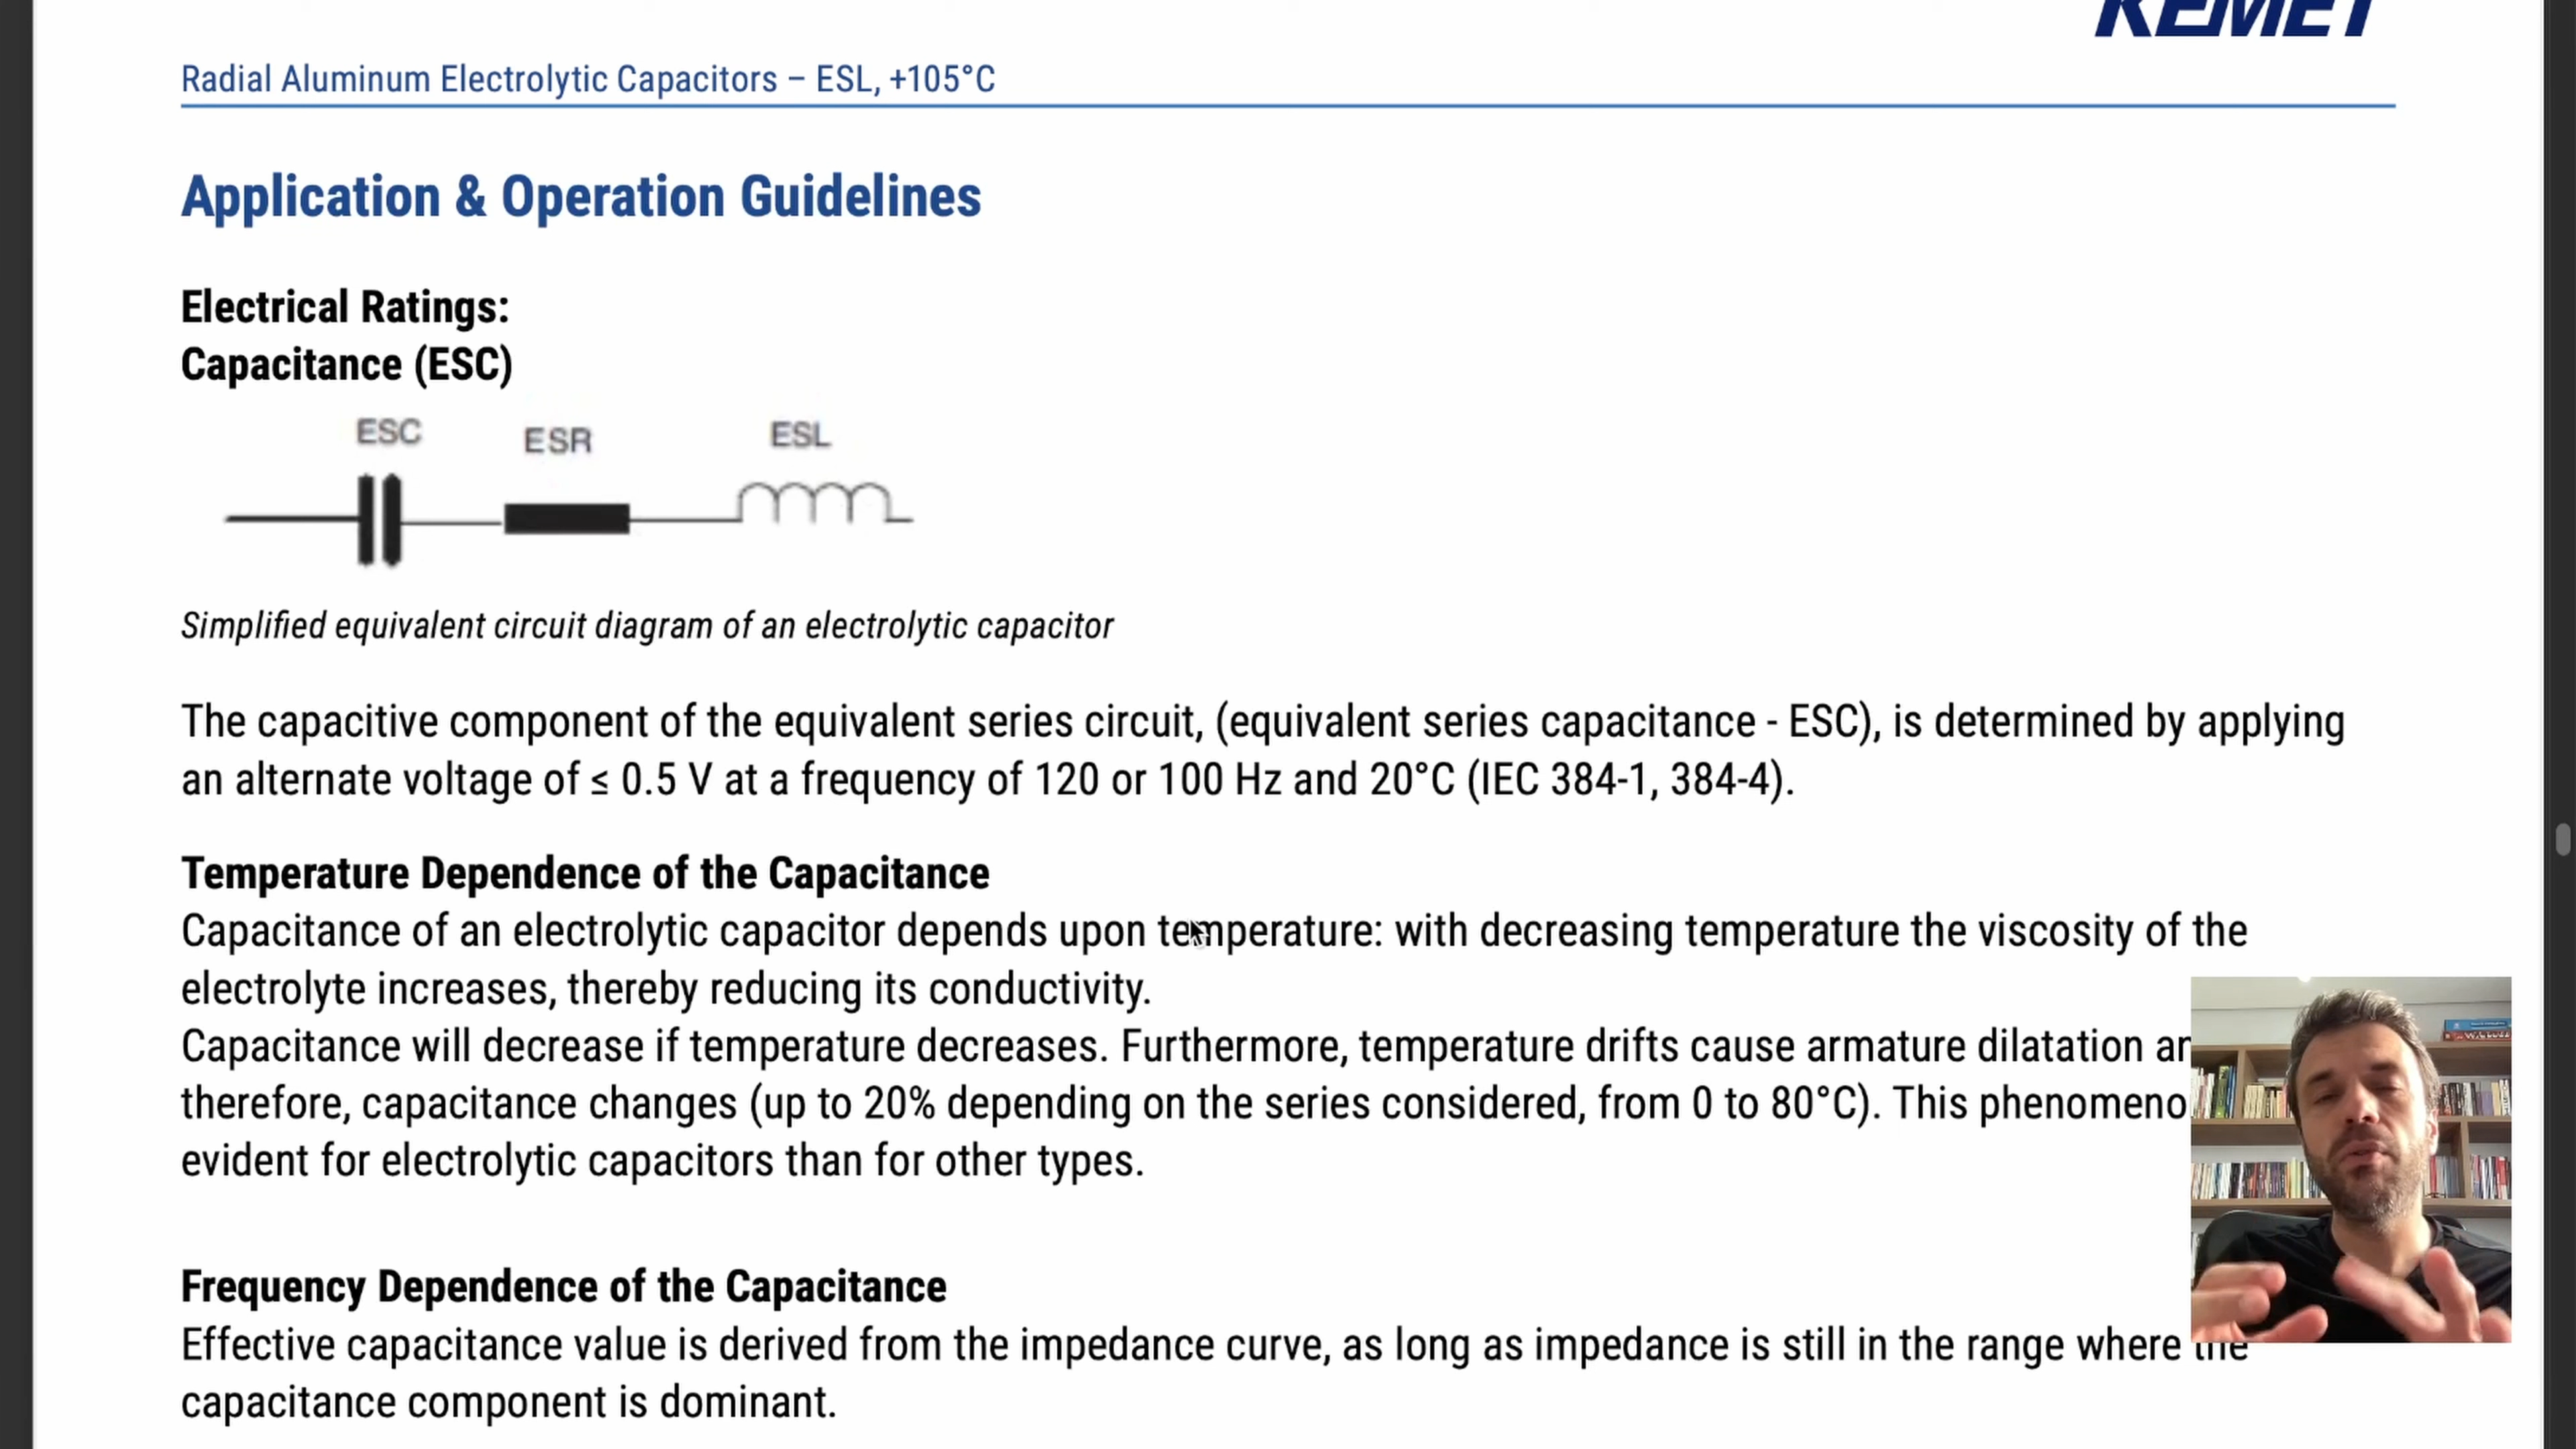 KEMET
Radial Aluminum Electrolytic Capacitors – ESL, +105°C
Application & Operation Guidelines
Electrical Ratings:
Capacitance (ESC)
ESC ESR ESL
Simplified equivalent circuit diagram of an electrolytic capacitor
The capacitive component of the equivalent series circuit, (equivalent series capacitance - ESC), is determined by applying
an alternate voltage of ≤ 0.5 V at a frequency of 120 or 100 Hz and 20°C (IEC 384-1, 384-4).
Temperature Dependence of the Capacitance
Capacitance of an electrolytic capacitor depends upon temperature: with decreasing temperature the viscosity of the
electrolyte increases, thereby reducing its conductivity.
Capacitance will decrease if temperature decreases. Furthermore, temperature drifts cause armature dilatation
therefore, capacitance changes (up to 20% depending on the series considered, from 0 to 80°C). This
evident for electrolytic capacitors than for other types.
Frequency Dependence of the Capacitance
Effective capacitance value is derived from the impedance curve, as long as impedance is still in the range where the
capacitance component is dominant.